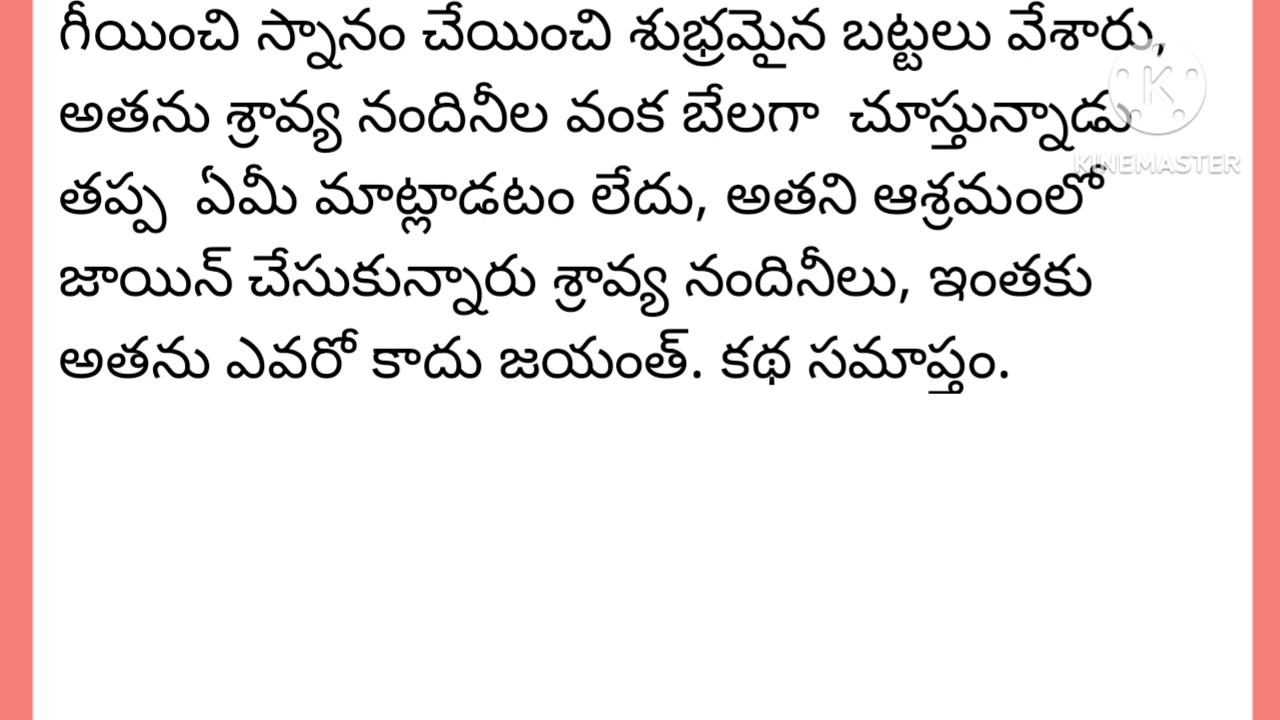 గీయించి స్నానం చేయించి శుభ్రమైన బట్టలు వేశారు,
అతను శ్రావ్య నందినీల వంక బేలగా చూస్తున్నాడు
తప్ప ఏమీ మాట్లాడటం లేదు, అతని ఆశ్రమంలో
జాయిన్ చేసుకున్నారు శ్రావ్య నందినీలు, ఇంతకు
అతను ఎవరో కాదు జయంత్. కథ సమాప్తం.
K
KINEMASTER